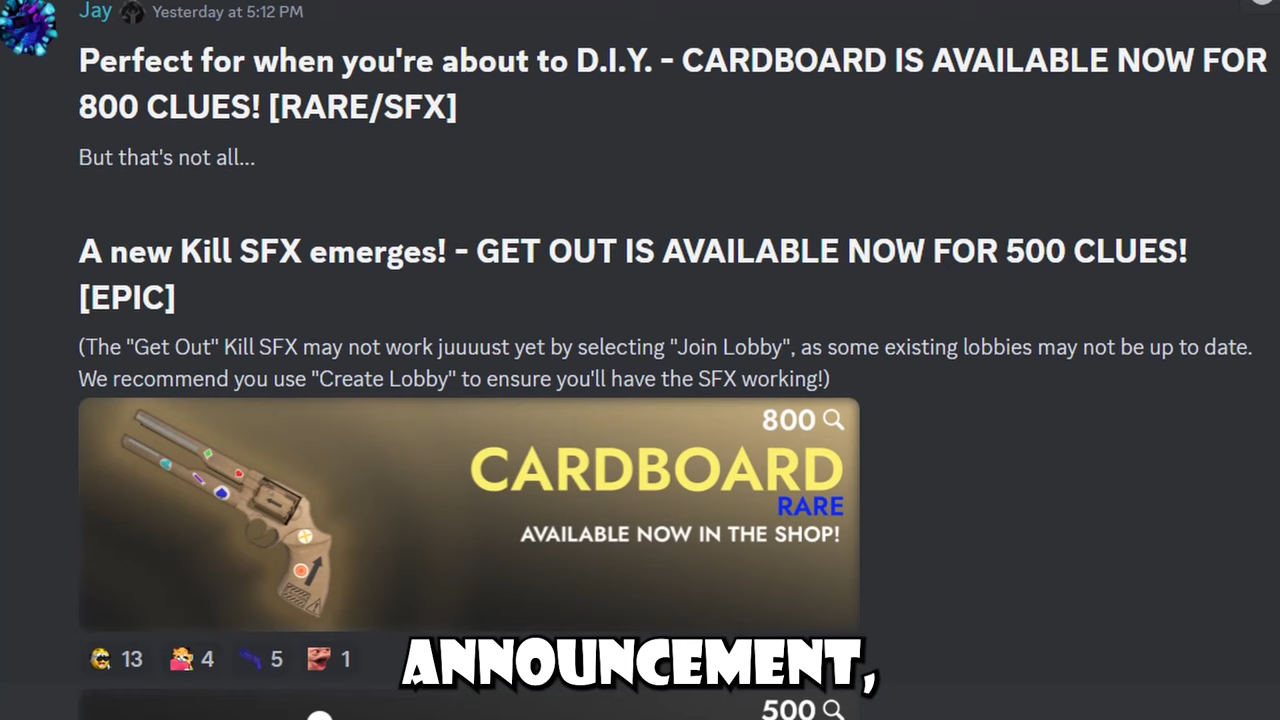 Jay Yesterday at 5:12 PM
Perfect for when you're about to D.I.Y. - CARDBOARD IS AVAILABLE NOW FOR
800 CLUES! [RARE/SFX]
But that's not all...
A new Kill SFX emerges! - GET OUT IS AVAILABLE NOW FOR 500 CLUES!
[EPIC]
(The "Get Out" Kill SFX may not work juuuust yet by selecting "Join Lobby", as some existing lobbies may not be up to date.
We recommend you use "Create Lobby" to ensure you'll have the SFX working!)
800
CARDBOARD
RARE
AVAILABLE NOW IN THE SHOP!
13 4 5 1
ANNOUNCEMENT,
500